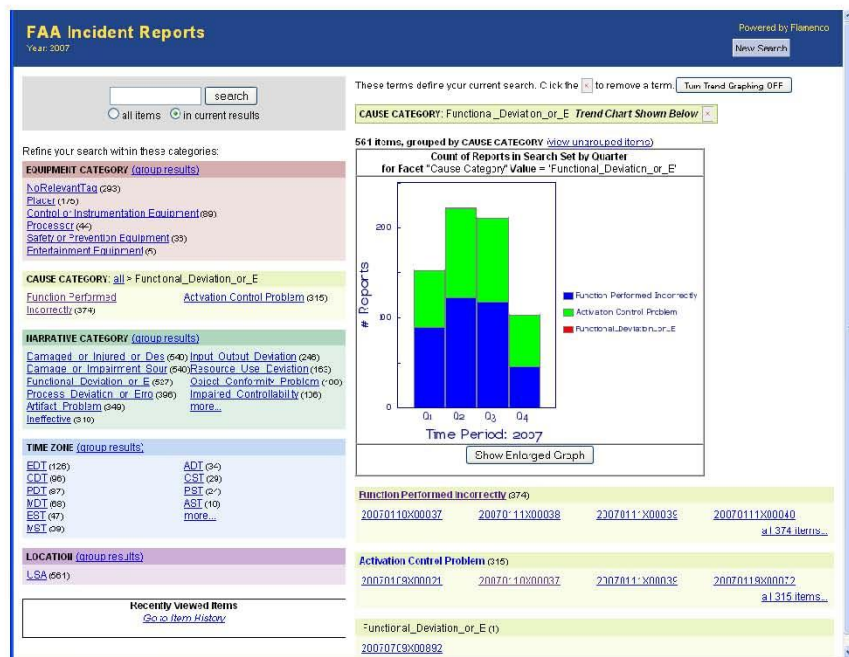 FAA Incident Reports
Year: 2007
Powered by Flamenco
New Search
search
all items in current results
These terms define your current search. Click the x to remove a term. Turn Trend Graphing OFF
CAUSE CATEGORY: Functional_Deviation_or_E Trend Chart Shown Below x
561 items, grouped by CAUSE CATEGORY (view ungrouped items)
Refine your search within these categories:
EQUIPMENT CATEGORY (group results)
NoRelevantTag (293)
Placer (175)
Control or Instrumentation Equipment (89)
Processor (44)
Safety or Prevention Equipment
Entertainment Equipment
CAUSE CATEGORY: all > Functional_Deviation_or_E
Function Performed
Incorrectly (374)
Activation Control Problem (315)
NARRATIVE CATEGORY (group results)
Damaged or Injured or Des (540)
Damage or Impairment Sour (540)
Functional Deviation or E (527)
Process Deviation or Erro (396)
Artifact Problem (349)
Ineffective (310)
Input Output Deviation (246)
Resource Use Deviation
Object Conformity Problem
Impaired Controllability
more...
TIME ZONE (group results)
EDT (126)
CDT (96)
PDT (87)
MDT (68)
EST (47)
MST (39)
ADT (34)
CST (29)
PST
AST (10)
more...
LOCATION (group results)
USA (561)
Recently Viewed Items
Go to Item History
Count of Reports in Search Set by Quarter
for Facet "Cause Category" Value = 'Functional_Deviation_or_E'
# Reports
200
100
0
Q1 Q2 Q3 Q4
Time Period: 2007
Function Performed Incorrectly
Activation Control Problem
Functional_Deviation_or_E
Show Enlarged Graph
Function Performed Incorrectly (374)
20070110X00037 20070111X00038 20070111X00039 20070111X00040
all 374 items...
Activation Control Problem (315)
20070109X00021 20070110X00037 20070111X00039 20070119X00072
all 315 items...
Functional_Deviation_or_E (1)
20070709X00892